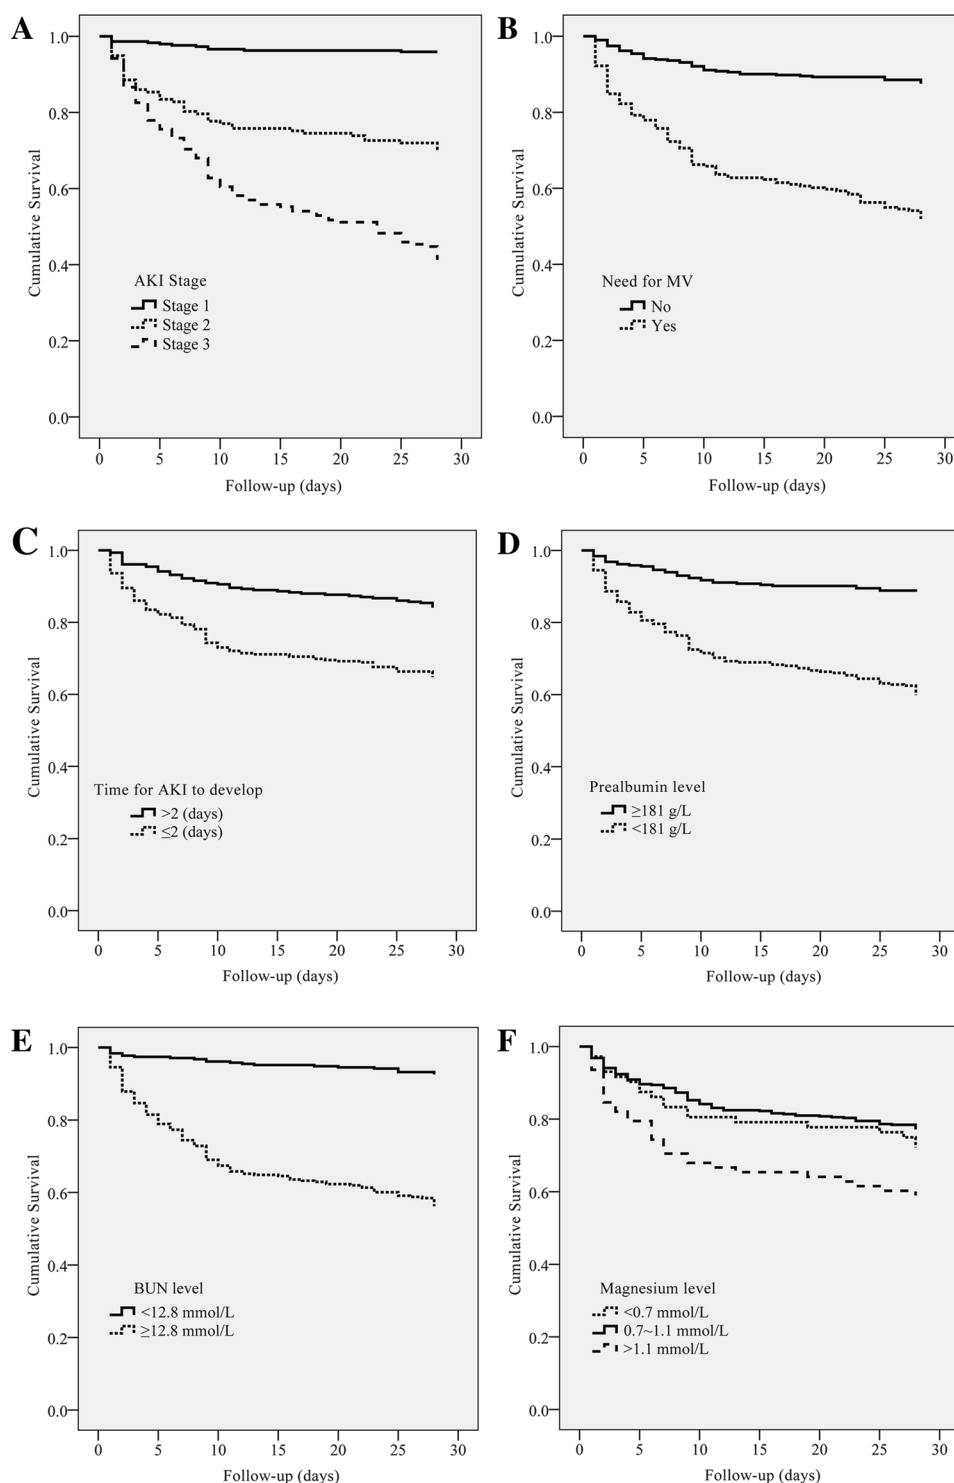 A
1.0
0.8
0.6
0.4
0.2
0.0
Cumulative Survival
AKI Stage
Stage 1
Stage 2
Stage 3
0 5 10 15 20 25 30
Follow-up (days)
B
1.0
0.8
0.6
0.4
0.2
0.0
Cumulative Survival
Need for MV
No
Yes
0 5 10 15 20 25 30
Follow-up (days)
C
1.0
0.8
0.6
0.4
0.2
0.0
Cumulative Survival
Time for AKI to develop
>2 (days)
≤2 (days)
0 5 10 15 20 25 30
Follow-up (days)
D
1.0
0.8
0.6
0.4
0.2
0.0
Cumulative Survival
Prealbumin level
≥181 g/L
<181 g/L
0 5 10 15 20 25 30
Follow-up (days)
E
1.0
0.8
0.6
0.4
0.2
0.0
Cumulative Survival
BUN level
<12.8 mmol/L
≥12.8 mmol/L
0 5 10 15 20 25 30
Follow-up (days)
F
1.0
0.8
0.6
0.4
0.2
0.0
Cumulative Survival
Magnesium level
<0.7 mmol/L
0.7~1.1 mmol/L
>1.1 mmol/L
0 5 10 15 20 25 30
Follow-up (days)